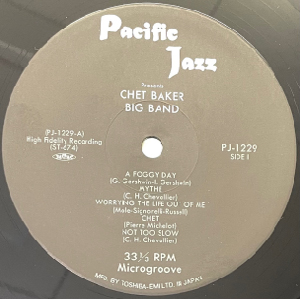 Pacific
Jazz
Presents
CHET BAKER
BIG BAND
(PJ-1229-A)
High Fidelity Recording
(ST-674)
PJ-1229
SIDE 1
A FOGGY DAY
(G. Gershwin-I. Gershwin)
MYTHE
(C. H. Chevallier)
WORRYING THE LIFE OUT OF ME
(Male-Signorelli-Russell)
CHET
(Pierre Michelot)
NOT TOO SLOW
(C. H. Chevallier)
33⅓ RPM
Microgroove
MFD. BY TOSHIBA-EMI LTD. IN JAPAN